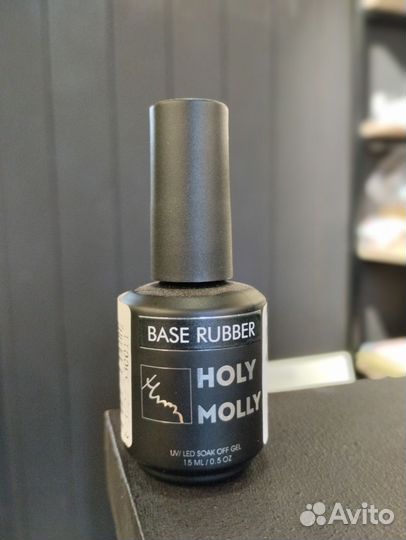 BASE RUBBER
HOLY
MOLLY
UV/ LED SOAK OFF GEL
15 ML / 0.5 OZ
Avito